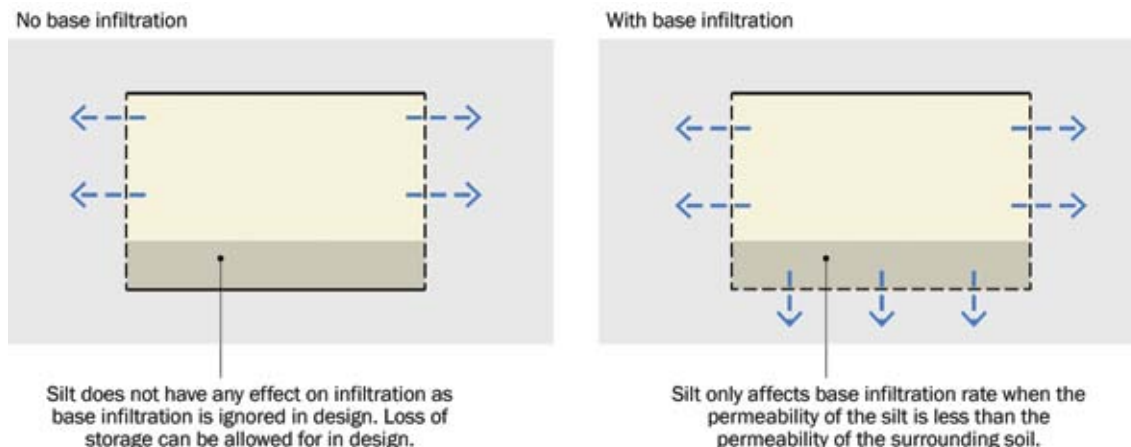 No base infiltration
With base infiltration
Silt does not have any effect on infiltration as
base infiltration is ignored in design. Loss of
storage can be allowed for in design.
Silt only affects base infiltration rate when the
permeability of the silt is less than the
permeability of the surrounding soil.